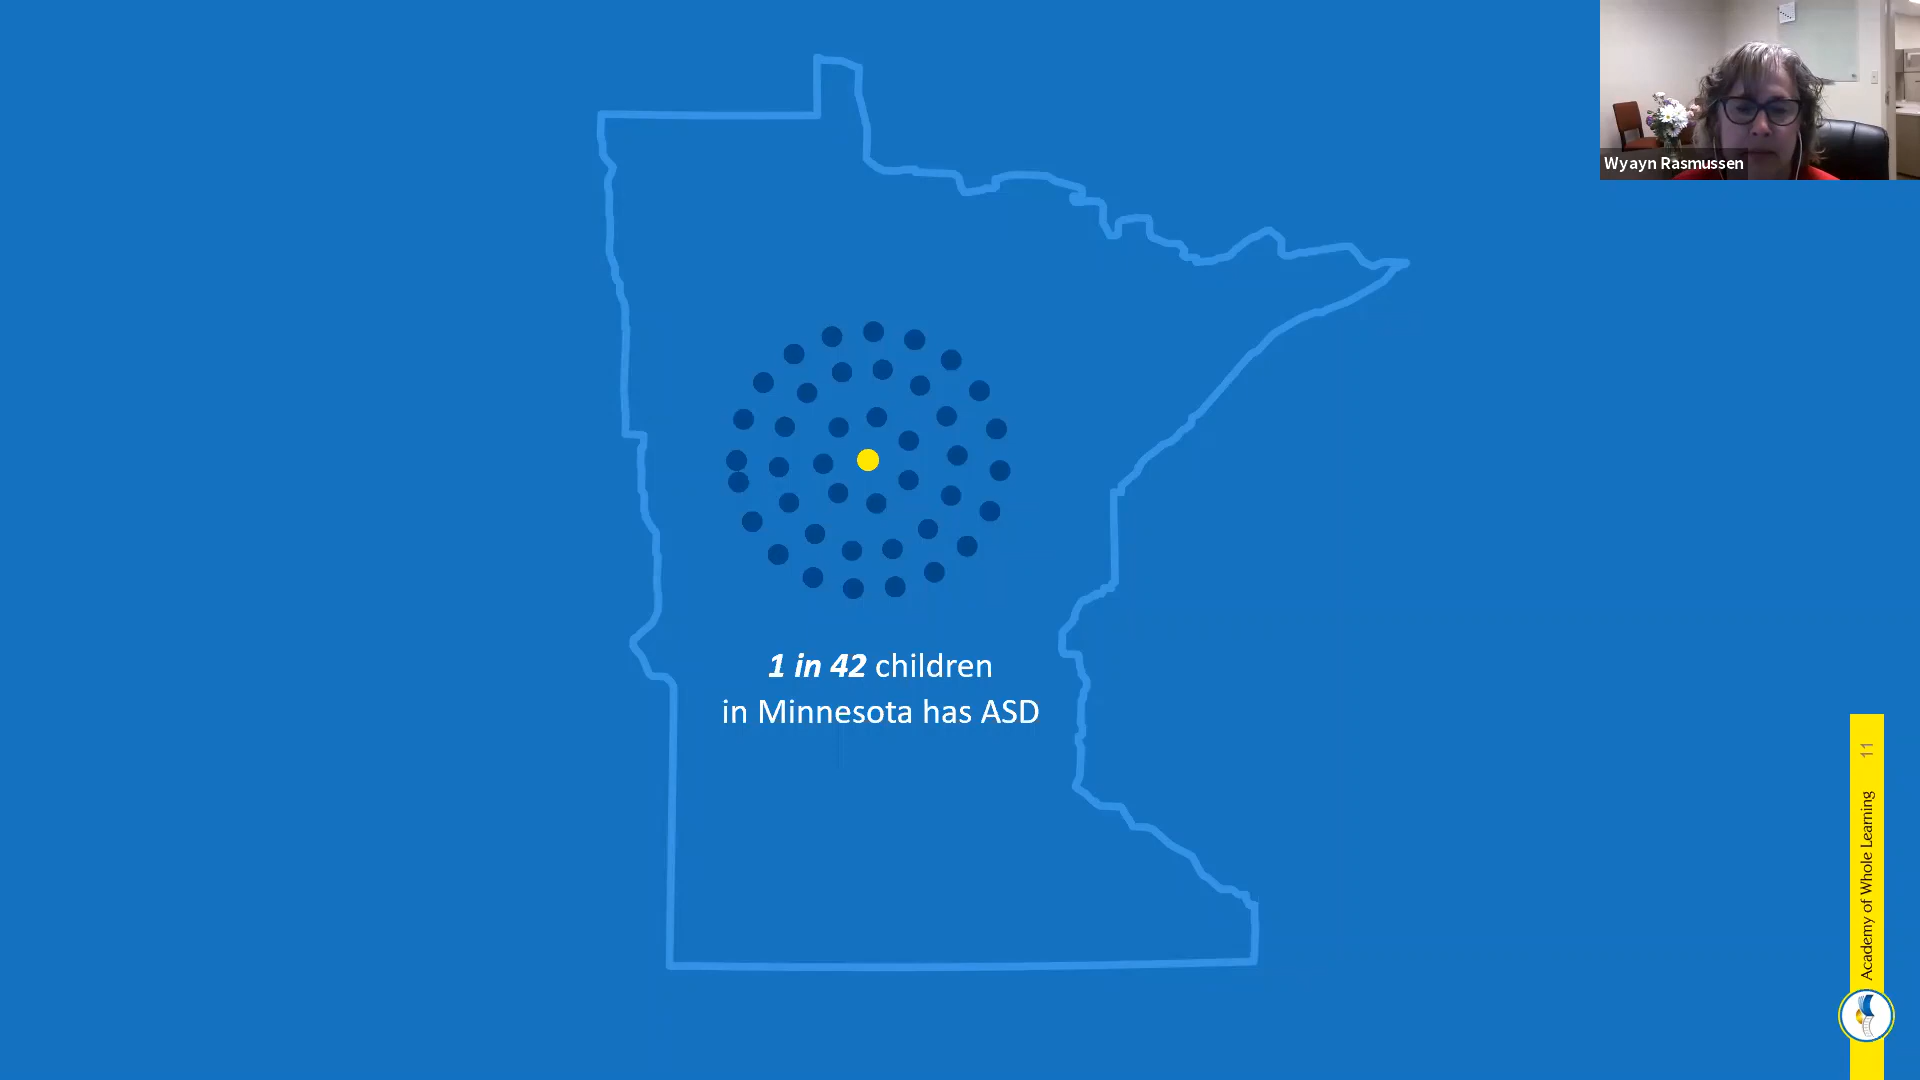 Wyayn Rasmussen
1 in 42 children
in Minnesota has ASD
11
Academy of Whole Learning